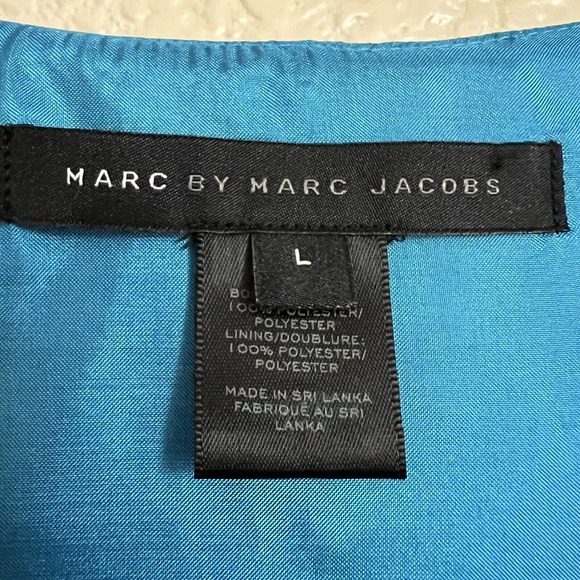 MARC BY MARC JACOBS
L
100% POLYESTER/
POLYESTER
LINING/DOUBLURE:
100% POLYESTER/
POLYESTER
MADE IN SRI LANKA
FABRIQUE AU SRI
LANKA